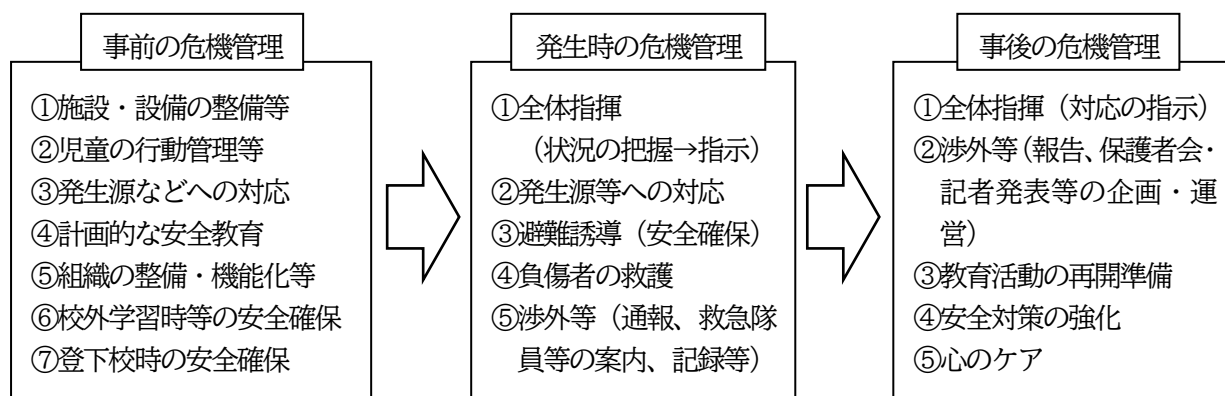 事前の危機管理
①施設・設備の整備等
②児童の行動管理等
③発生源などへの対応
④計画的な安全教育
⑤組織の整備・機能化等
⑥校外学習時等の安全確保
⑦登下校時の安全確保
発生時の危機管理
①全体指揮
(状況の把握→指示)
②発生源等への対応
③避難誘導(安全確保)
④負傷者の救護
⑤渉外等(通報、救急隊
員等の案内、記録等)
事後の危機管理
①全体指揮(対応の指示)
②渉外等(報告、保護者会・
記者発表等の企画・運
営)
③教育活動の再開準備
④安全対策の強化
⑤心のケア